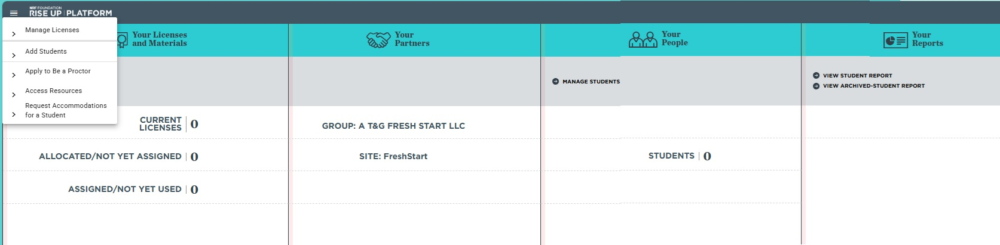 NRF FOUNDATION
RISE UP | PLATFORM
Manage Licenses
Add Students
Apply to Be a Proctor
Access Resources
Request Accommodations
for a Student
Your Licenses
and Materials
CURRENT
LICENSES | 0
ALLOCATED/NOT YET ASSIGNED | 0
ASSIGNED/NOT YET USED | 0
Your
Partners
GROUP: A T&G FRESH START LLC
SITE: FreshStart
Your
People
MANAGE STUDENTS
STUDENTS | 0
Your
Reports
VIEW STUDENT REPORT
VIEW ARCHIVED-STUDENT REPORT